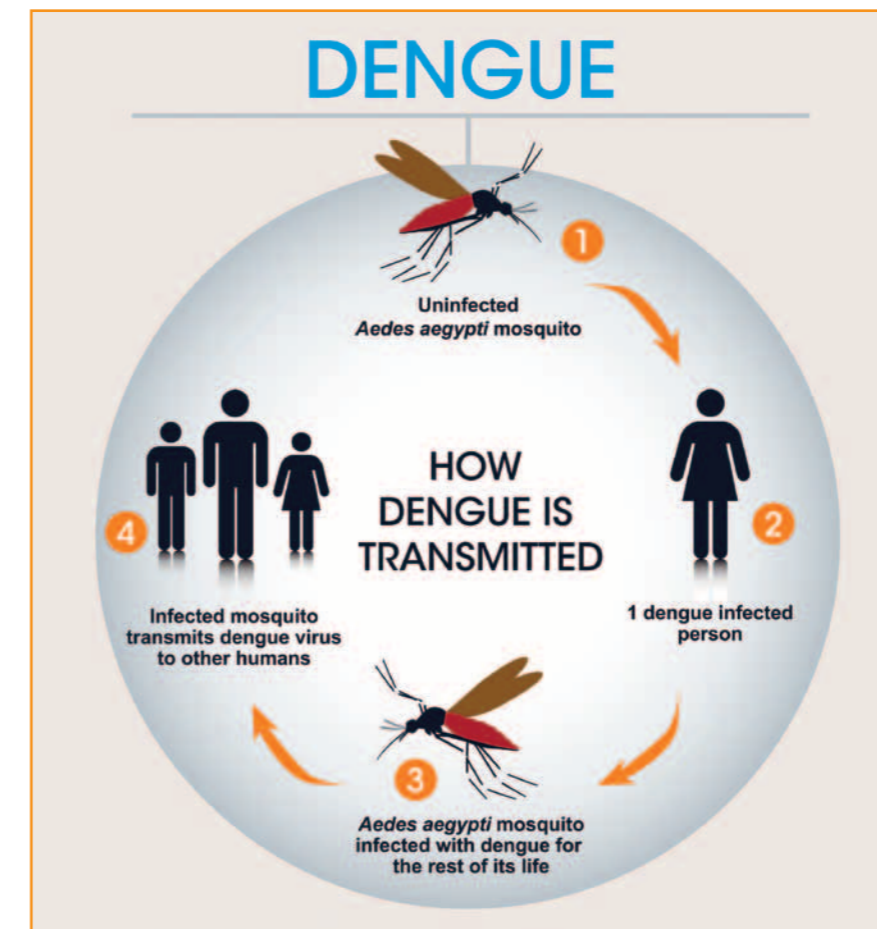 DENGUE
1
Uninfected
Aedes aegypti mosquito
HOW
DENGUE IS
TRANSMITTED
2
1 dengue infected
person
3
Aedes aegypti mosquito
infected with dengue for
the rest of its life
4
Infected mosquito
transmits dengue virus
to other humans